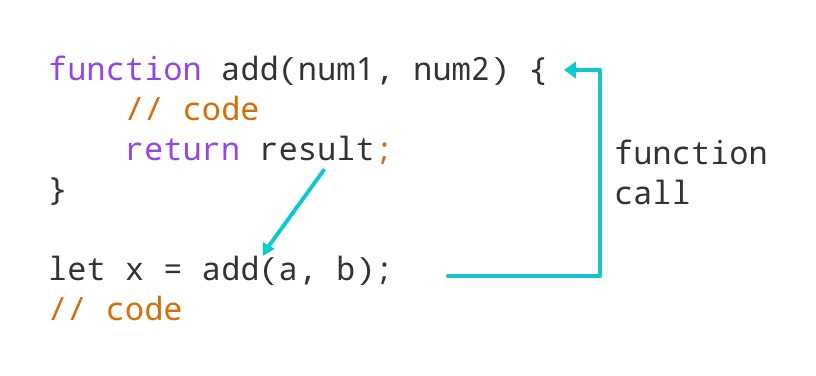 function add(num1, num2) {
// code
return result;
}
function
call
let x = add(a, b);
// code